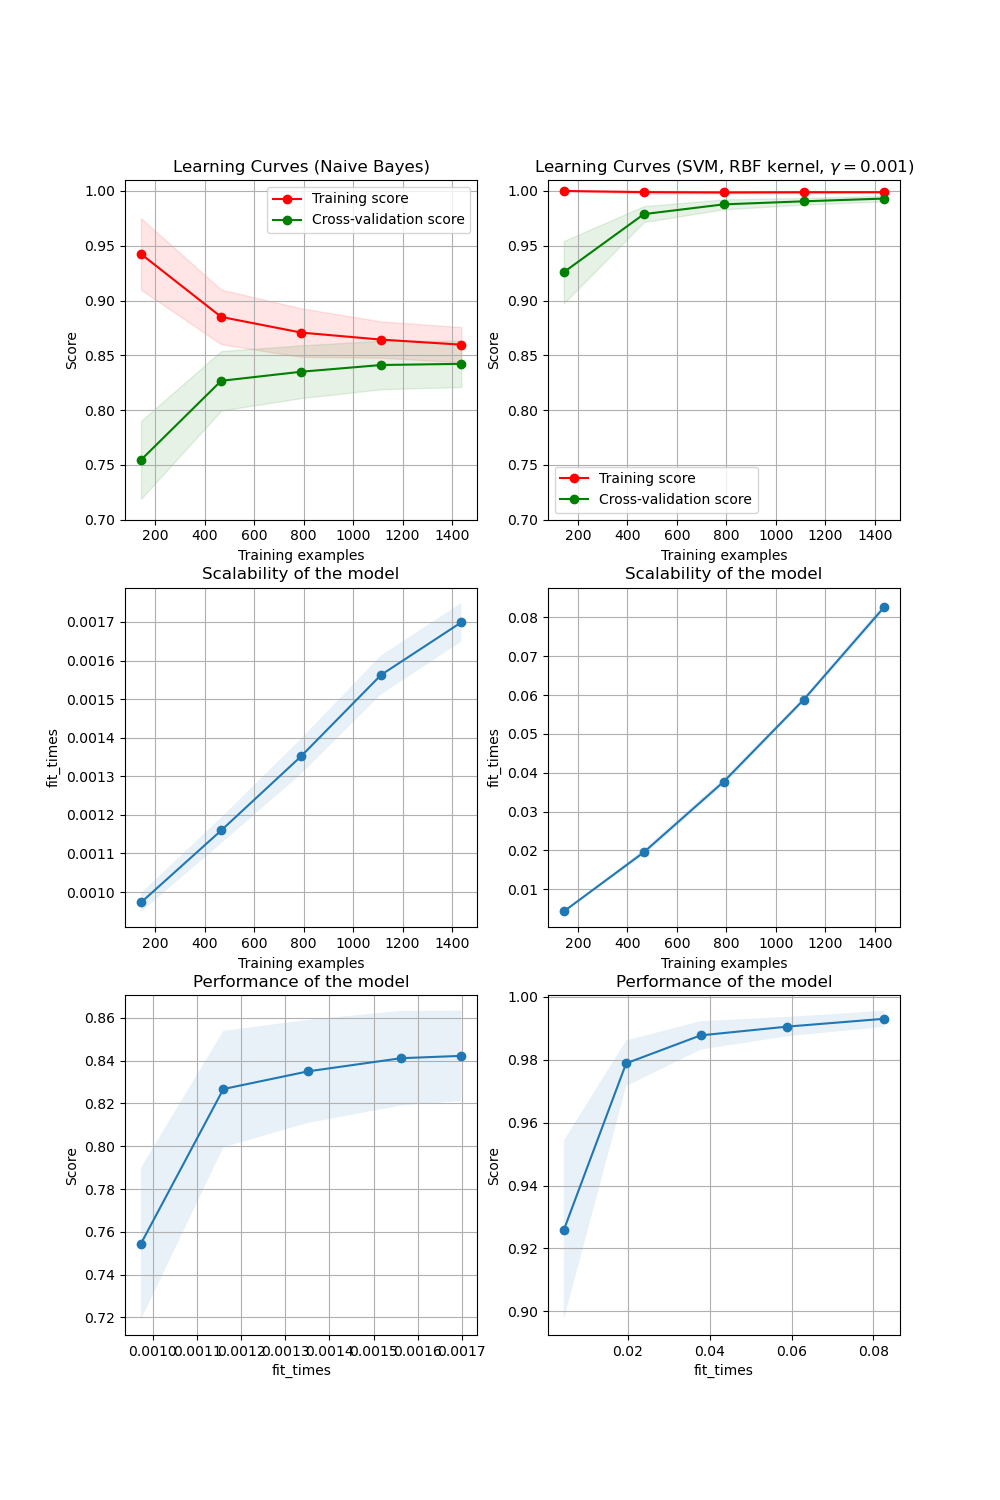 Learning Curves (Naive Bayes)
Learning Curves (SVM, RBF kernel, γ = 0.001)
1.00
0.95
0.90
0.85
0.80
0.75
0.70
Score
Training score
Cross-validation score
200 400 600 800 1000 1200 1400
Training examples
1.00
0.95
0.90
0.85
0.80
0.75
0.70
Score
Training score
Cross-validation score
200 400 600 800 1000 1200 1400
Training examples
Scalability of the model
0.0017
0.0016
0.0015
0.0014
0.0013
0.0012
0.0011
0.0010
fit_times
200 400 600 800 1000 1200 1400
Training examples
Scalability of the model
0.08
0.07
0.06
0.05
0.04
0.03
0.02
0.01
fit_times
200 400 600 800 1000 1200 1400
Training examples
Performance of the model
0.86
0.84
0.82
0.80
0.78
0.76
0.74
0.72
Score
0.0010 0.0011 0.0012 0.0013 0.0014 0.0015 0.0016 0.0017
fit_times
Performance of the model
1.00
0.98
0.96
0.94
0.92
0.90
Score
0.02 0.04 0.06 0.08
fit_times